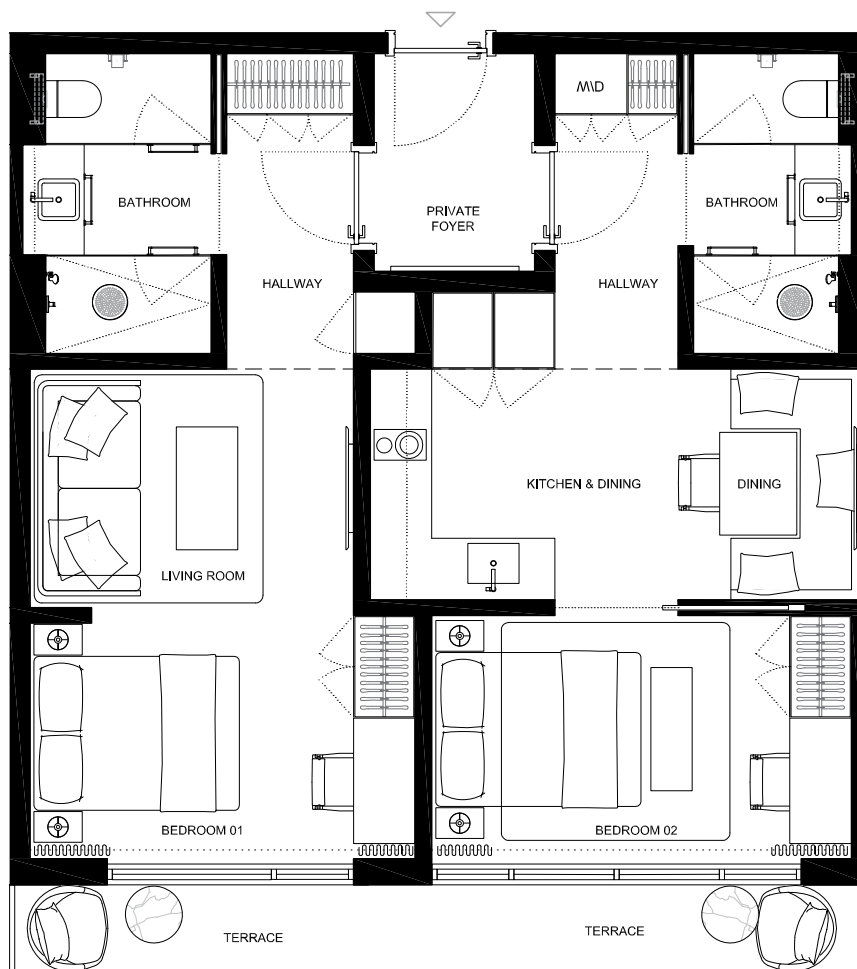 M\D
BATHROOM
PRIVATE
FOYER
BATHROOM
HALLWAY
HALLWAY
KITCHEN & DINING
DINING
LIVING ROOM
BEDROOM 01
BEDROOM 02
TERRACE
TERRACE